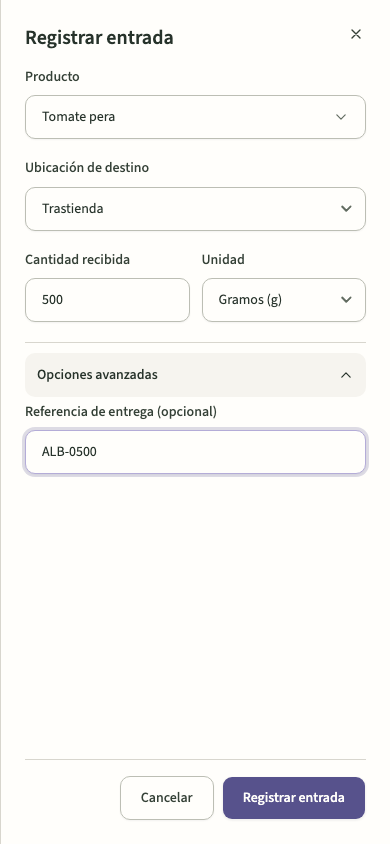 Registrar entrada
Producto
Tomate pera
Ubicación de destino
Trastienda
Cantidad recibida
Unidad
500
Gramos (g)
Opciones avanzadas
Referencia de entrega (opcional)
ALB-0500
Cancelar
Registrar entrada